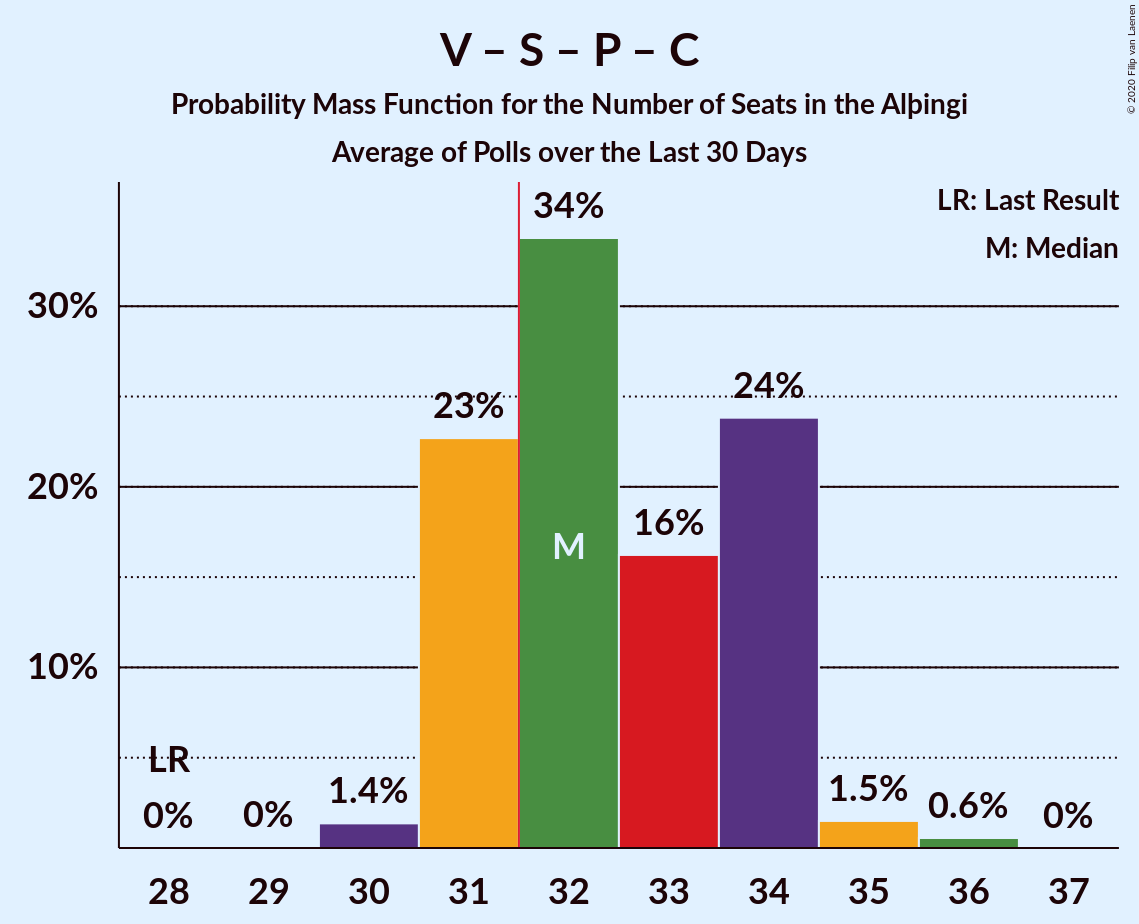 V – S – P – C
Probability Mass Function for the Number of Seats in the Alþingi
Average of Polls over the Last 30 Days
© 2020 Filip van Laenen
LR: Last Result
M: Median
34%
30%
24%
23%
20%
16%
M
10%
LR
0%
0%
1.4%
1.5%
0.6%
0%
28 29 30 31 32 33 34 35 36 37